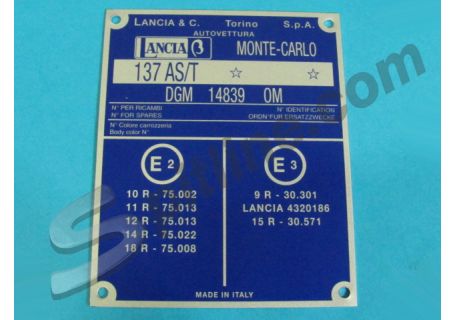 LANCIA & C. Torino S.p.A.
AUTOVETTURA
LANCIA β MONTE-CARLO
137 AS/T ☆ ☆
DGM 14839 OM
N° PER RICAMBI N° IDENTIFICATION
N° FOR SPARES ORDN°FUR ERSATZZWECKE
N° Colore carrozzeria
Body color N°
E 2
10 R - 75.002
11 R - 75.013
12 R - 75.013
14 R - 75.022
18 R - 75.008
E 3
9 R - 30.301
LANCIA 4320186
15 R - 30.571
MADE IN ITALY